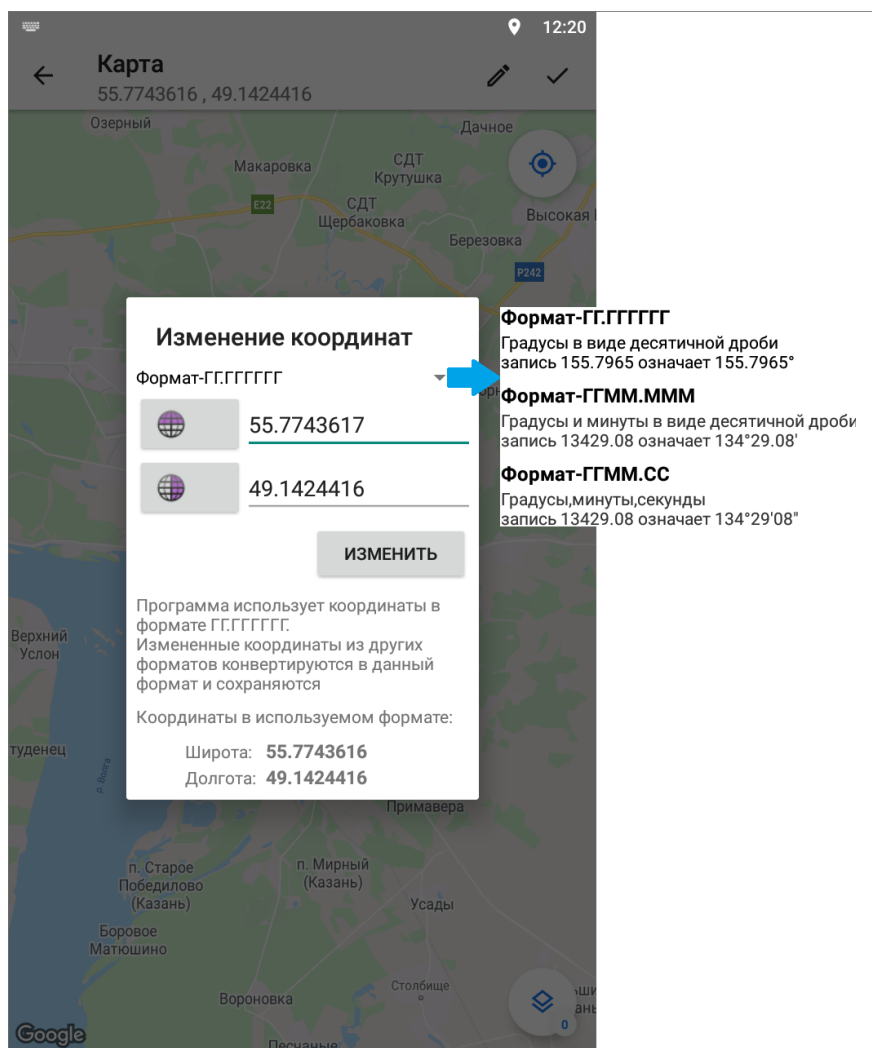 12:20
Карта
55.7743616 , 49.1424416
Озерный
Дачное
Макаровка
СДТ
Крутушка
E22
СДТ
Щербаковка
Высокая
Березовка
P242
Изменение координат
Формат-ГГ.ГГГГГГ
55.7743617
49.1424416
ИЗМЕНИТЬ
Программа использует координаты в
формате ГГ.ГГГГГГ.
Измененные координаты из других
форматов конвертируются в данный
формат и сохраняются
Координаты в используемом формате:
Широта: 55.7743616
Долгота: 49.1424416
Формат-ГГ.ГГГГГГ
Градусы в виде десятичной дроби
запись 155.7965 означает 155.7965°
Формат-ГГММ.МММ
Градусы и минуты в виде десятичной дроби
запись 13429.08 означает 134°29.08'
Формат-ГГММ.СС
Градусы,минуты,секунды
запись 13429.08 означает 134°29'08"
Верхний
Услон
туденец
р. Волга
Примавера
п. Старое
Победилово
(Казань)
п. Мирный
(Казань)
Усады
Боровое
Матюшино
Столбище
Вороновка
0
Google
Песчаные